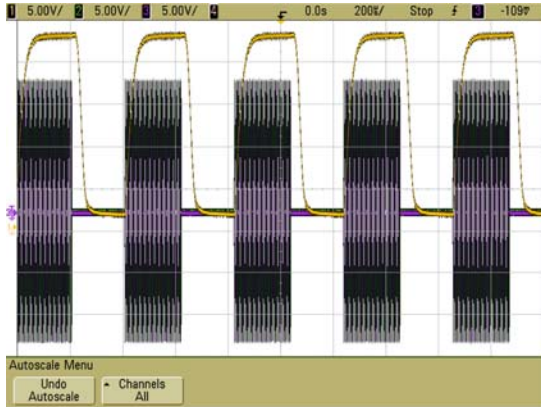 1 5.00V/ 2 5.00V/ 3 5.00V/ 4 0.0s 200%/ Stop 3 -109▽
Autoscale Menu
Undo Autoscale
Channels All